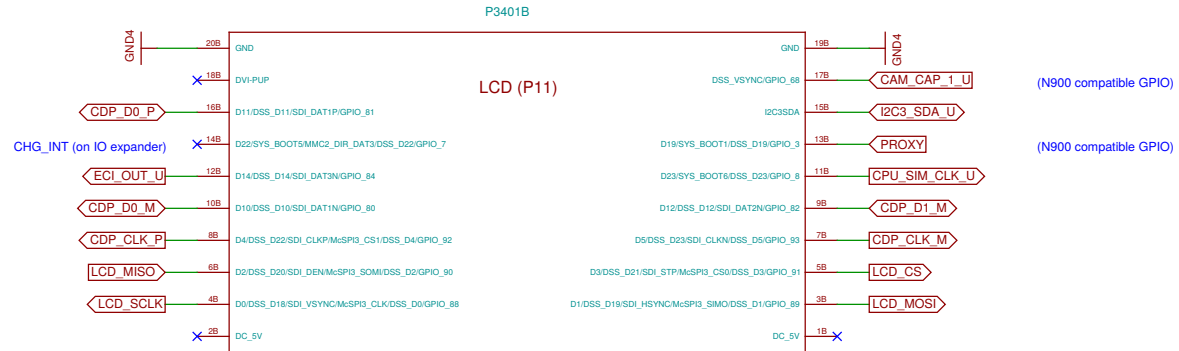 P3401B
LCD (P11)
GND4 20B GND GND 19B GND4
18B DVI-PUP DSS_VSYNC/GPIO_68 17B CAM_CAP_1_U (N900 compatible GPIO)
CDP_D0_P 16B D11/DSS_D11/SDI_DAT1P/GPIO_81 I2C3SDA 15B I2C3_SDA_U
CHG_INT (on IO expander) 14B D22/SYS_BOOT5/MMC2_DIR_DAT3/DSS_D22/GPIO_7 D19/SYS_BOOT1/DSS_D19/GPIO_3 13B PROXY (N900 compatible GPIO)
ECI_OUT_U 12B D14/DSS_D14/SDI_DAT3N/GPIO_84 D23/SYS_BOOT6/DSS_D23/GPIO_8 11B CPU_SIM_CLK_U
CDP_D0_M 10B D10/DSS_D10/SDI_DAT1N/GPIO_80 D12/DSS_D12/SDI_DAT2N/GPIO_82 9B CDP_D1_M
CDP_CLK_P 8B D4/DSS_D22/SDI_CLKP/McSPI3_CS1/DSS_D4/GPIO_92 D5/DSS_D23/SDI_CLKN/DSS_D5/GPIO_93 7B CDP_CLK_M
LCD_MISO 6B D2/DSS_D20/SDI_DEN/McSPI3_SOMI/DSS_D2/GPIO_90 D3/DSS_D21/SDI_STP/McSPI3_CS0/DSS_D3/GPIO_91 5B LCD_CS
LCD_SCLK 4B D0/DSS_D18/SDI_VSYNC/McSPI3_CLK/DSS_D0/GPIO_88 D1/DSS_D19/SDI_HSYNC/McSPI3_SIMO/DSS_D1/GPIO_89 3B LCD_MOSI
2B DC_5V DC_5V 1B